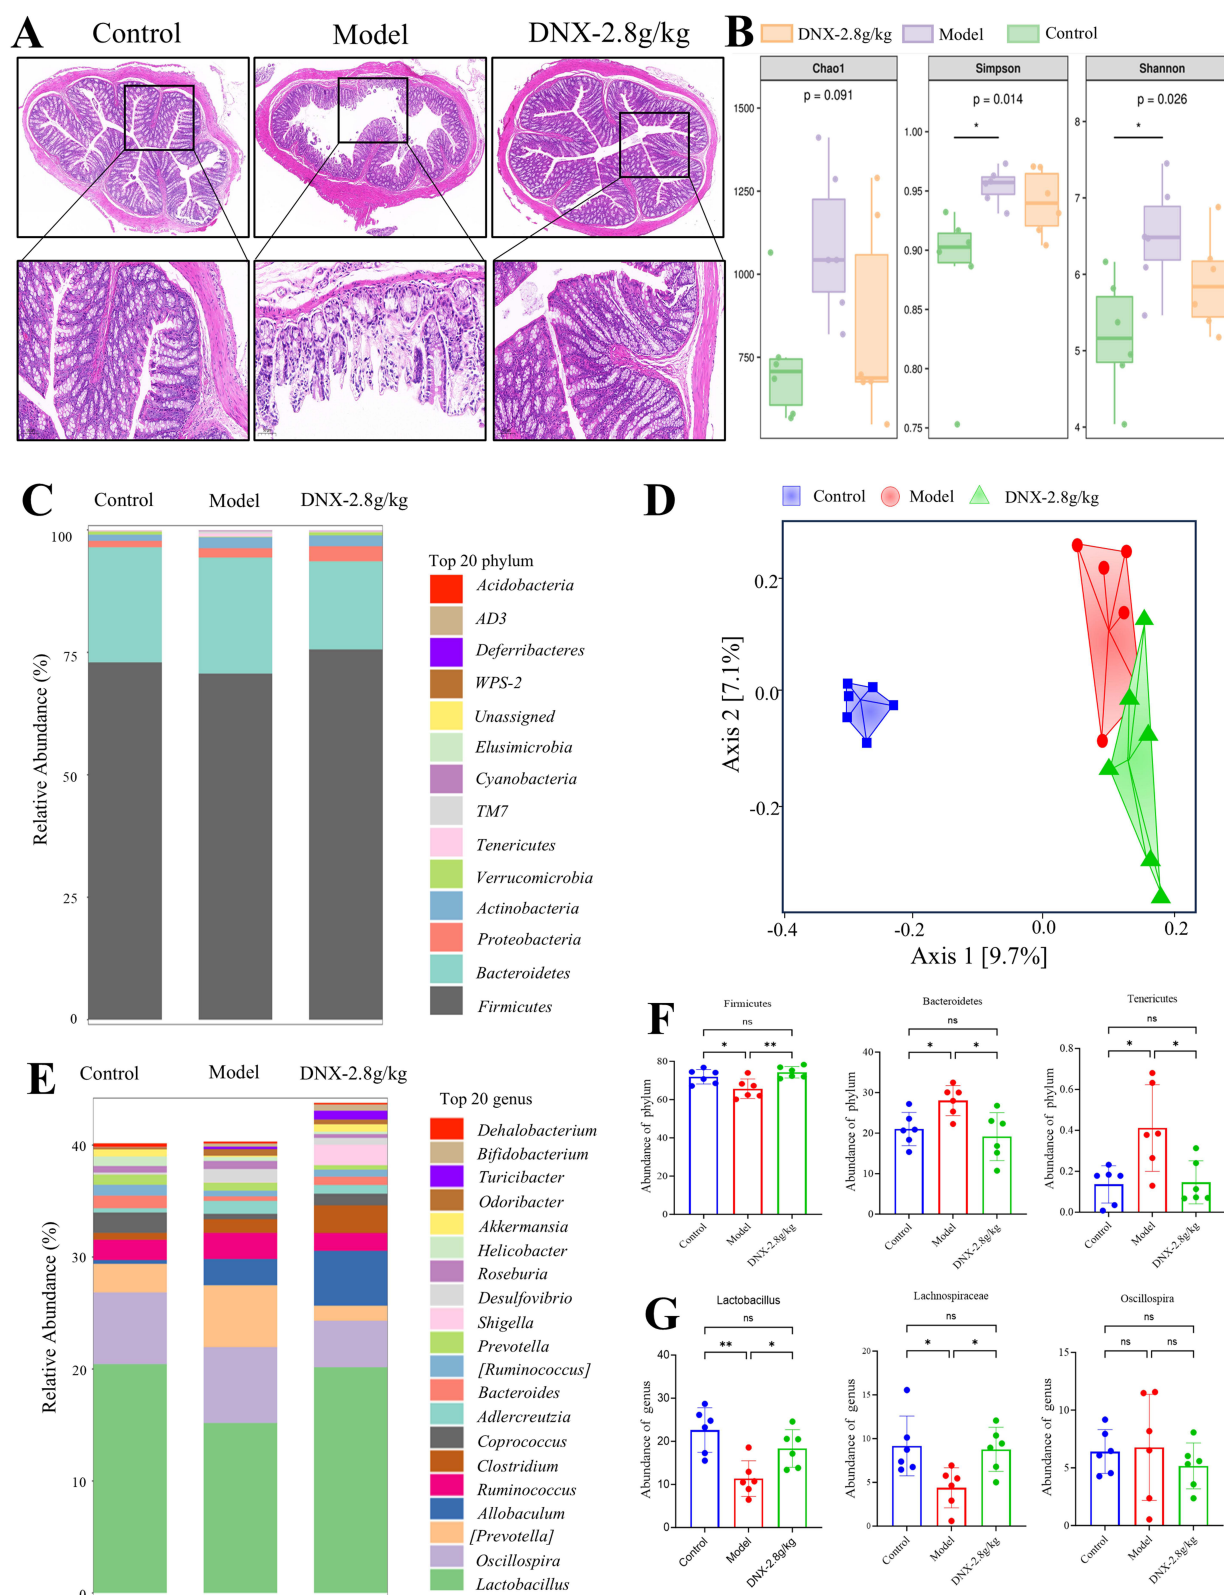 A
Control
Model
DNX-2.8g/kg
B
DNX-2.8g/kg
Model
Control
Chao1
p = 0.091
1500
1250
1000
750
Simpson
p = 0.014
*
1.00
0.95
0.90
0.85
0.80
0.75
Shannon
p = 0.026
*
8
7
6
5
4
C
Control
Model
DNX-2.8g/kg
Relative Abundance (%)
100
75
50
25
0
Top 20 phylum
Acidobacteria
AD3
Deferribacteres
WPS-2
Unassigned
Elusimicrobia
Cyanobacteria
TM7
Tenericutes
Verrucomicrobia
Actinobacteria
Proteobacteria
Bacteroidetes
Firmicutes
D
Control
Model
DNX-2.8g/kg
Axis 2 [7.1%]
0.2
0.0
-0.2
-0.4
-0.2
0.0
0.2
Axis 1 [9.7%]
E
Control
Model
DNX-2.8g/kg
Relative Abundance (%)
40
30
20
10
0
Top 20 genus
Dehalobacterium
Bifidobacterium
Turicibacter
Odoribacter
Akkermansia
Helicobacter
Roseburia
Desulfovibrio
Shigella
Prevotella
[Ruminococcus]
Bacteroides
Adlercreutzia
Coprococcus
Clostridium
Ruminococcus
Allobaculum
[Prevotella]
Oscillospira
Lactobacillus
F
Firmicutes
ns
*
**
Abundance of phylum
80
60
40
20
0
Control
Model
DNX-2.8g/kg
Bacteroidetes
ns
*
*
Abundance of phylum
40
30
20
10
0
Control
Model
DNX-2.8g/kg
Tenericutes
ns
*
*
Abundance of phylum
0.8
0.6
0.4
0.2
0.0
Control
Model
DNX-2.8g/kg
G
Lactobacillus
ns
**
*
Abundance of genus
40
30
20
10
0
Control
Model
DNX-2.8g/kg
Lachnospiraceae
ns
*
*
Abundance of genus
20
15
10
5
0
Control
Model
DNX-2.8g/kg
Oscillospira
ns
ns
ns
Abundance of genus
15
10
5
0
Control
Model
DNX-2.8g/kg